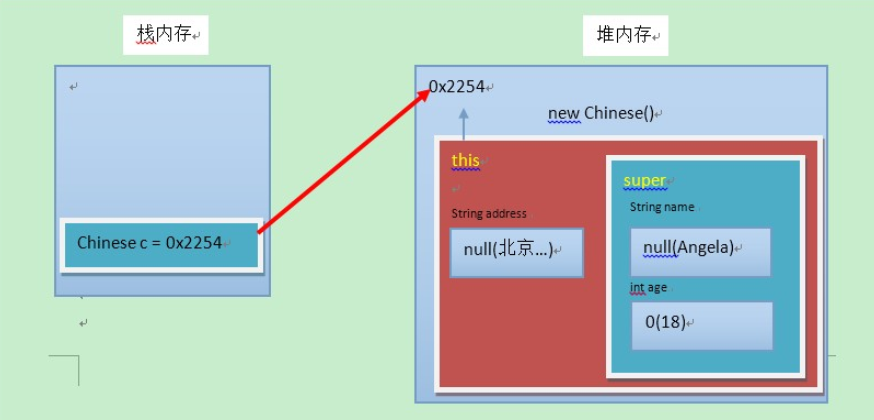 栈内存
堆内存
0x2254
new Chinese()
this
super
String address
String name
null(北京…)
null(Angela)
int age
0(18)
Chinese c = 0x2254